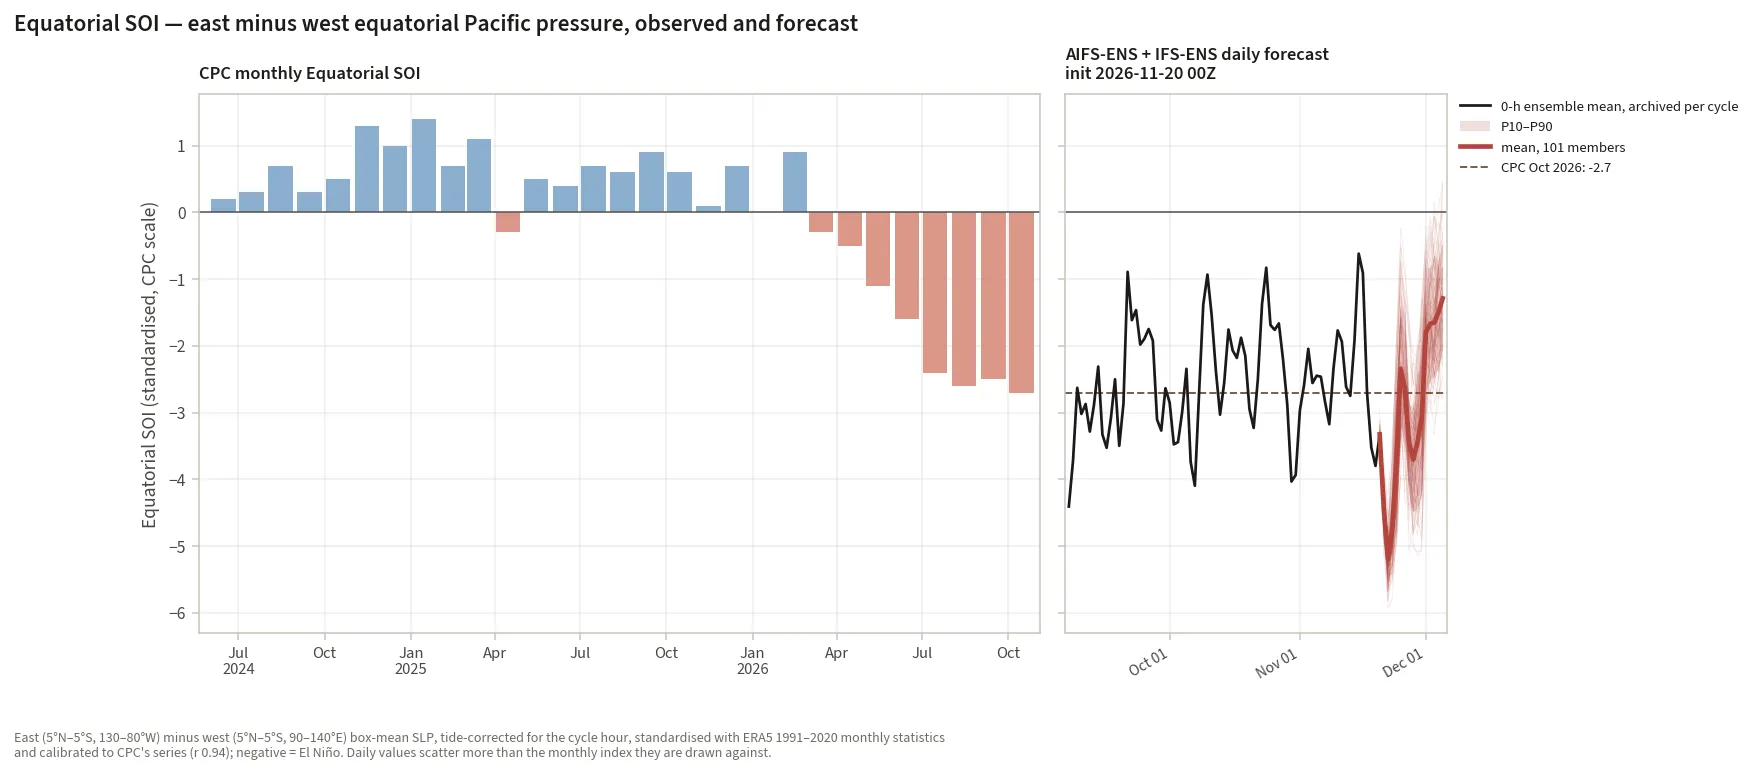 Equatorial SOI — east minus west equatorial Pacific pressure, observed and forecast
CPC monthly Equatorial SOI
AIFS-ENS + IFS-ENS daily forecast
init 2026-11-20 00Z
0-h ensemble mean, archived per cycle
P10–P90
mean, 101 members
CPC Oct 2026: -2.7
Equatorial SOI (standardised, CPC scale)
1
0
−1
−2
−3
−4
−5
−6
Jul
2024
Oct
Jan
2025
Apr
Jul
Oct
Jan
2026
Apr
Jul
Oct
Oct 01
Nov 01
Dec 01
East (5°N–5°S, 130–80°W) minus west (5°N–5°S, 90–140°E) box-mean SLP, tide-corrected for the cycle hour, standardised with ERA5 1991–2020 monthly statistics
and calibrated to CPC's series (r 0.94); negative = El Niño. Daily values scatter more than the monthly index they are drawn against.